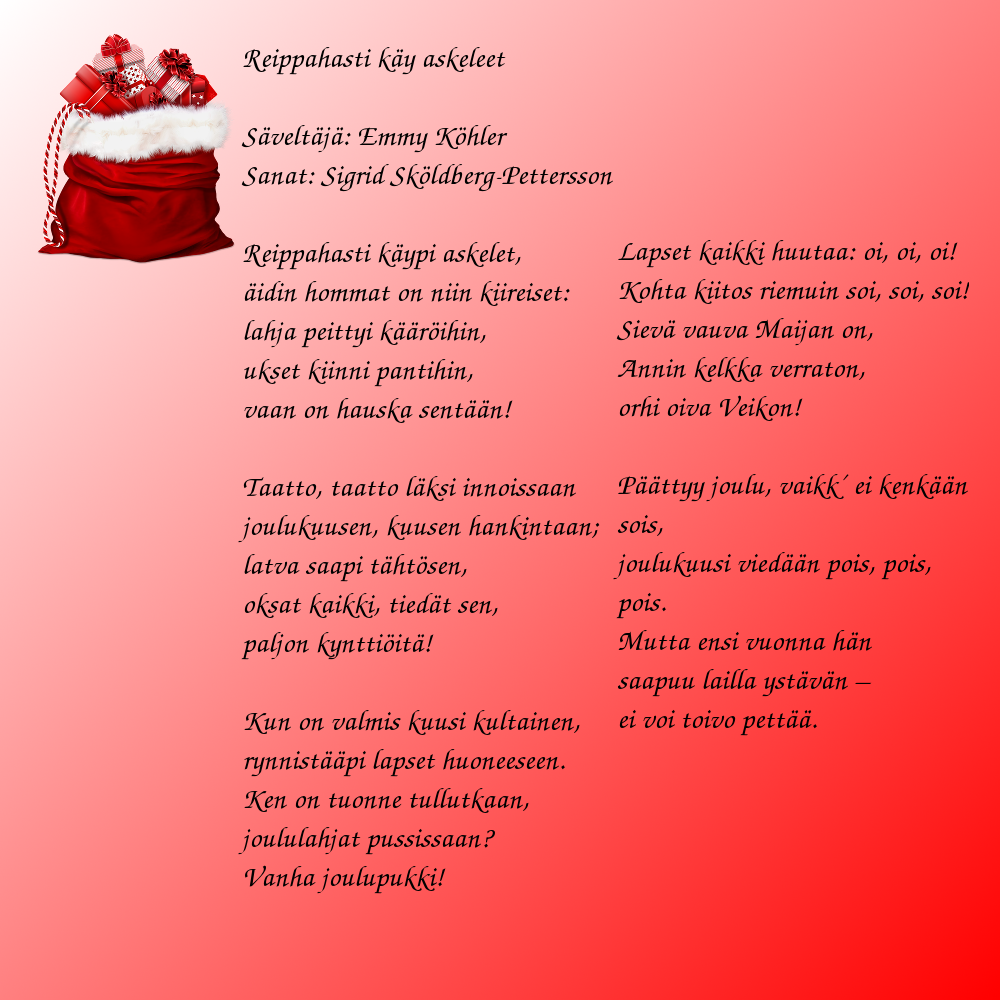 Reippahasti käy askeleet
Säveltäjä: Emmy Köhler
Sanat: Sigrid Sköldberg-Pettersson
Reippahasti käypi askelet,
äidin hommat on niin kiireiset:
lahja peittyi kääröihin,
ukset kiinni pantihin,
vaan on hauska sentään!
Taatto, taatto läksi innoissaan
joulukuusen, kuusen hankintaan;
latva saapi tähtösen,
oksat kaikki, tiedät sen,
paljon kynttiöitä!
Kun on valmis kuusi kultainen,
rynnistääpi lapset huoneeseen.
Ken on tuonne tullutkaan,
joululahjat pussissaan?
Vanha joulupukki!
Lapset kaikki huutaa: oi, oi, oi!
Kohta kiitos riemuin soi, soi, soi!
Sievä vauva Maijan on,
Annin kelkka verraton,
orhi oiva Veikon!
Päättyy joulu, vaikk´ ei kenkään
sois,
joulukuusi viedään pois, pois,
pois.
Mutta ensi vuonna hän
saapuu lailla ystävän –
ei voi toivo pettää.